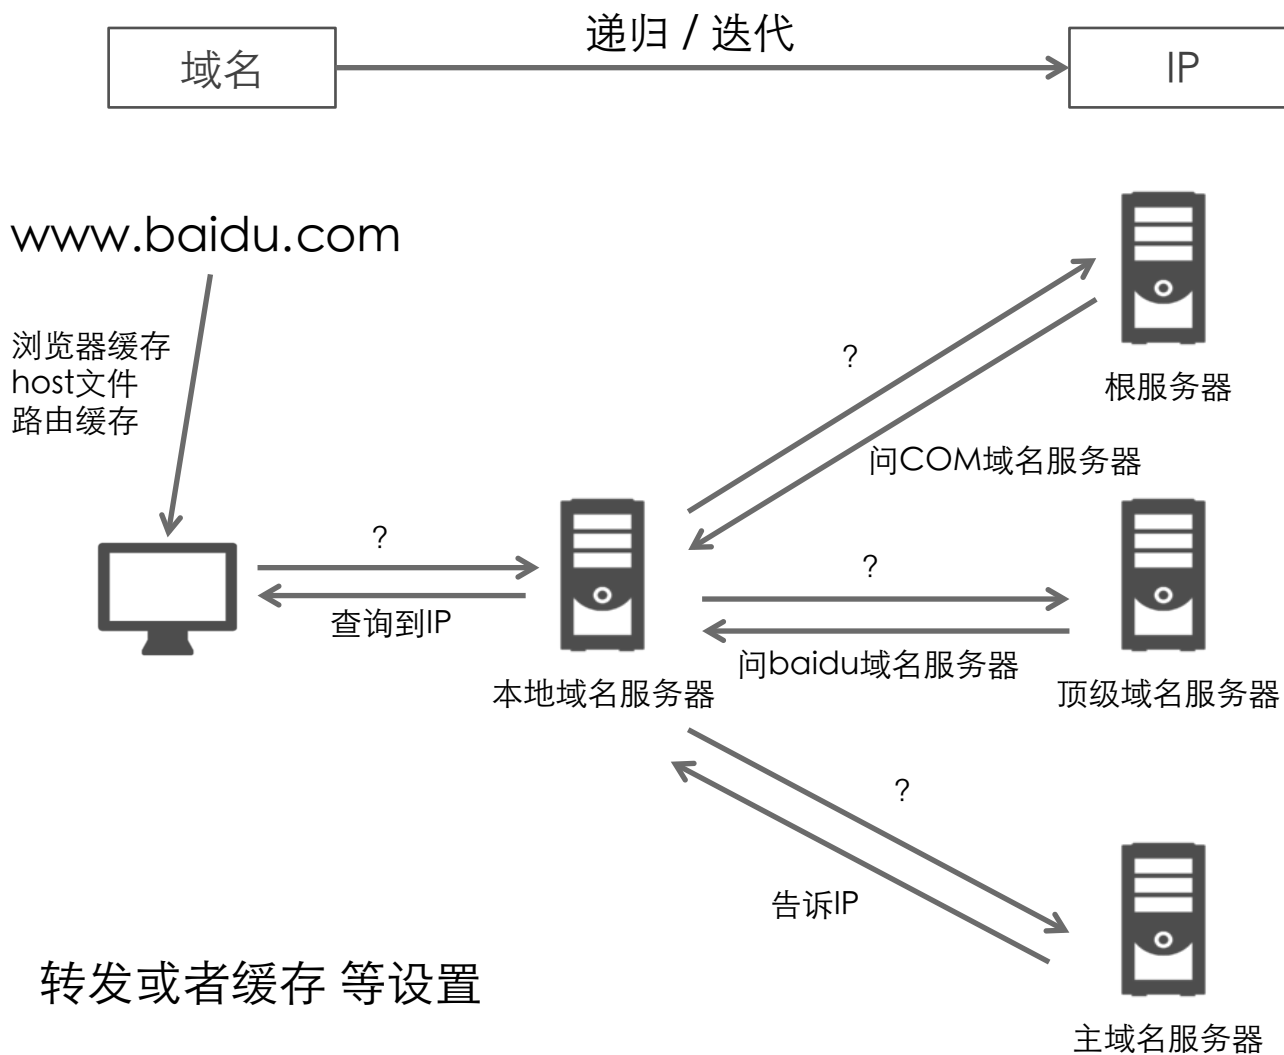 递归 / 迭代
域名
IP
www.baidu.com
浏览器缓存
host文件
路由缓存
?
根服务器
问COM域名服务器
?
查询到IP
?
问baidu域名服务器
本地域名服务器
顶级域名服务器
?
告诉IP
转发或者缓存 等设置
主域名服务器